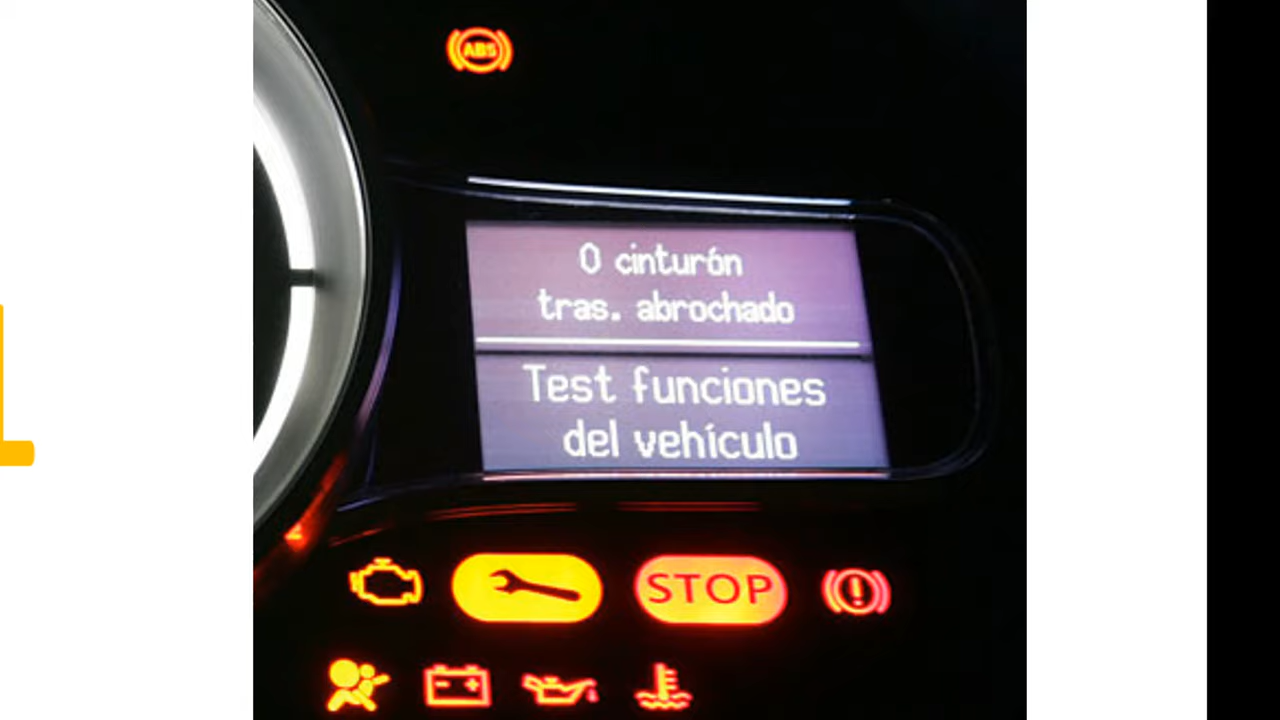 ABS
0 cinturón
tras. abrochado
Test funciones
del vehículo
STOP